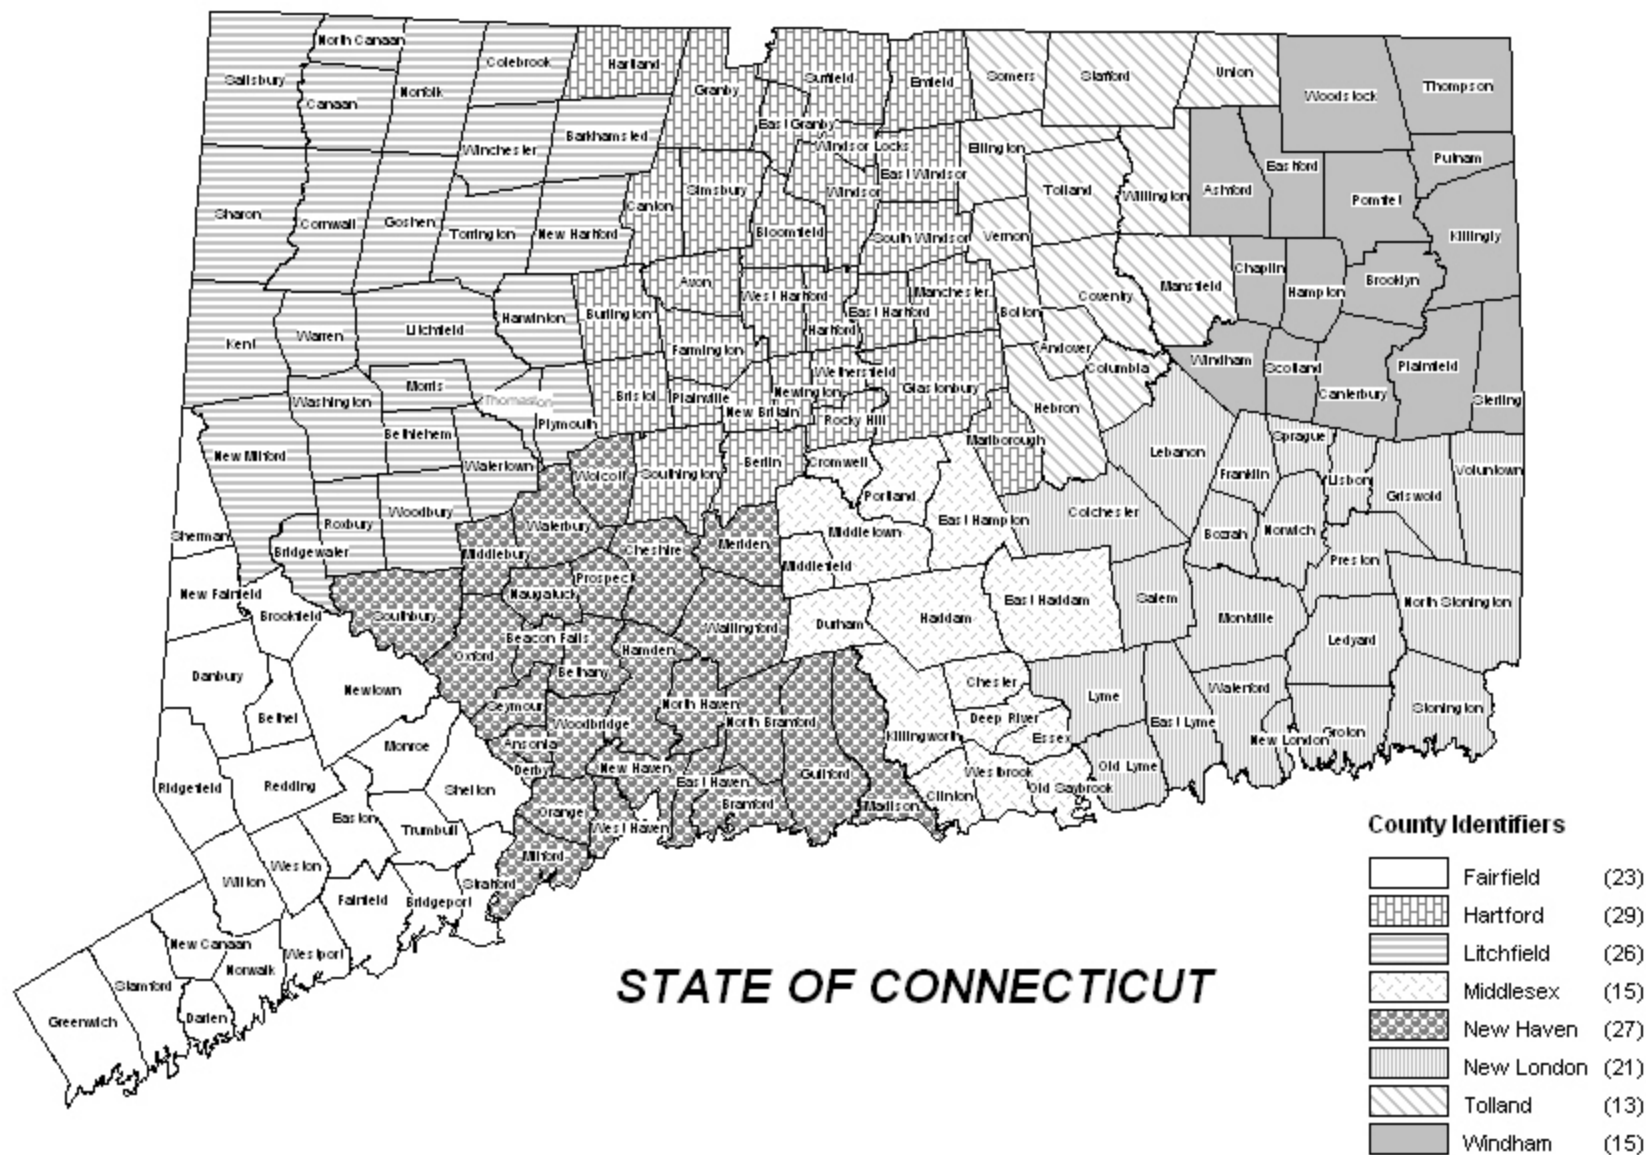 North Canaan
Colebrook
Hartland
Suffield
Enfield
Somers
Stafford
Union
Salisbury
Canaan
Norfolk
Granby
Woodstock
Thompson
East Granby
Barkhamsted
Winchester
Windsor Locks
Ellington
Putnam
East Windsor
Eastford
Simsbury
Windsor
Tolland
Willington
Ashford
Pomfret
Sharon
Cornwall
Goshen
Torrington
New Hartford
Canton
Bloomfield
South Windsor
Vernon
Killingly
Chaplin
Hampton
Brooklyn
Avon
West Hartford
Manchester
Coventry
Mansfield
Burlington
East Hartford
Bolton
Harwinton
Litchfield
Warren
Kent
Hartford
Farmington
Andover
Columbia
Windham
Scotland
Plainfield
Canterbury
Sterling
Morris
Washington
Thomaston
Bristol
Plainville
Newington
Wethersfield
Glastonbury
New Britain
Rocky Hill
Hebron
Plymouth
Bethlehem
Marlborough
Lebanon
Sprague
New Milford
Watertown
Wolcott
Southington
Berlin
Cromwell
Franklin
Lisbon
Voluntown
Portland
Griswold
Woodbury
Roxbury
Waterbury
East Hampton
Colchester
Sherman
Middletown
Bozrah
Norwich
Bridgewater
Middlebury
Cheshire
Meriden
Middlefield
Preston
Prospect
New Fairfield
Naugatuck
East Haddam
Salem
North Stonington
Brookfield
Southbury
Wallingford
Durham
Haddam
Montville
Ledyard
Beacon Falls
Hamden
Oxford
Bethany
Danbury
Newtown
Chester
Lyme
Waterford
Seymour
North Haven
Stonington
Bethel
Woodbridge
North Branford
Deep River
East Lyme
Monroe
Ansonia
Killingworth
Essex
New London
Groton
Derby
New Haven
East Haven
Guilford
Westbrook
Old Lyme
Ridgefield
Redding
Shelton
Old Saybrook
Clinton
Orange
Branford
Madison
Easton
Trumbull
West Haven
Milford
Weston
Wilton
Stratford
Fairfield
Bridgeport
New Canaan
Westport
Norwalk
Stamford
Darien
Greenwich
STATE OF CONNECTICUT
County Identifiers
Fairfield (23)
Hartford (29)
Litchfield (26)
Middlesex (15)
New Haven (27)
New London (21)
Tolland (13)
Windham (15)